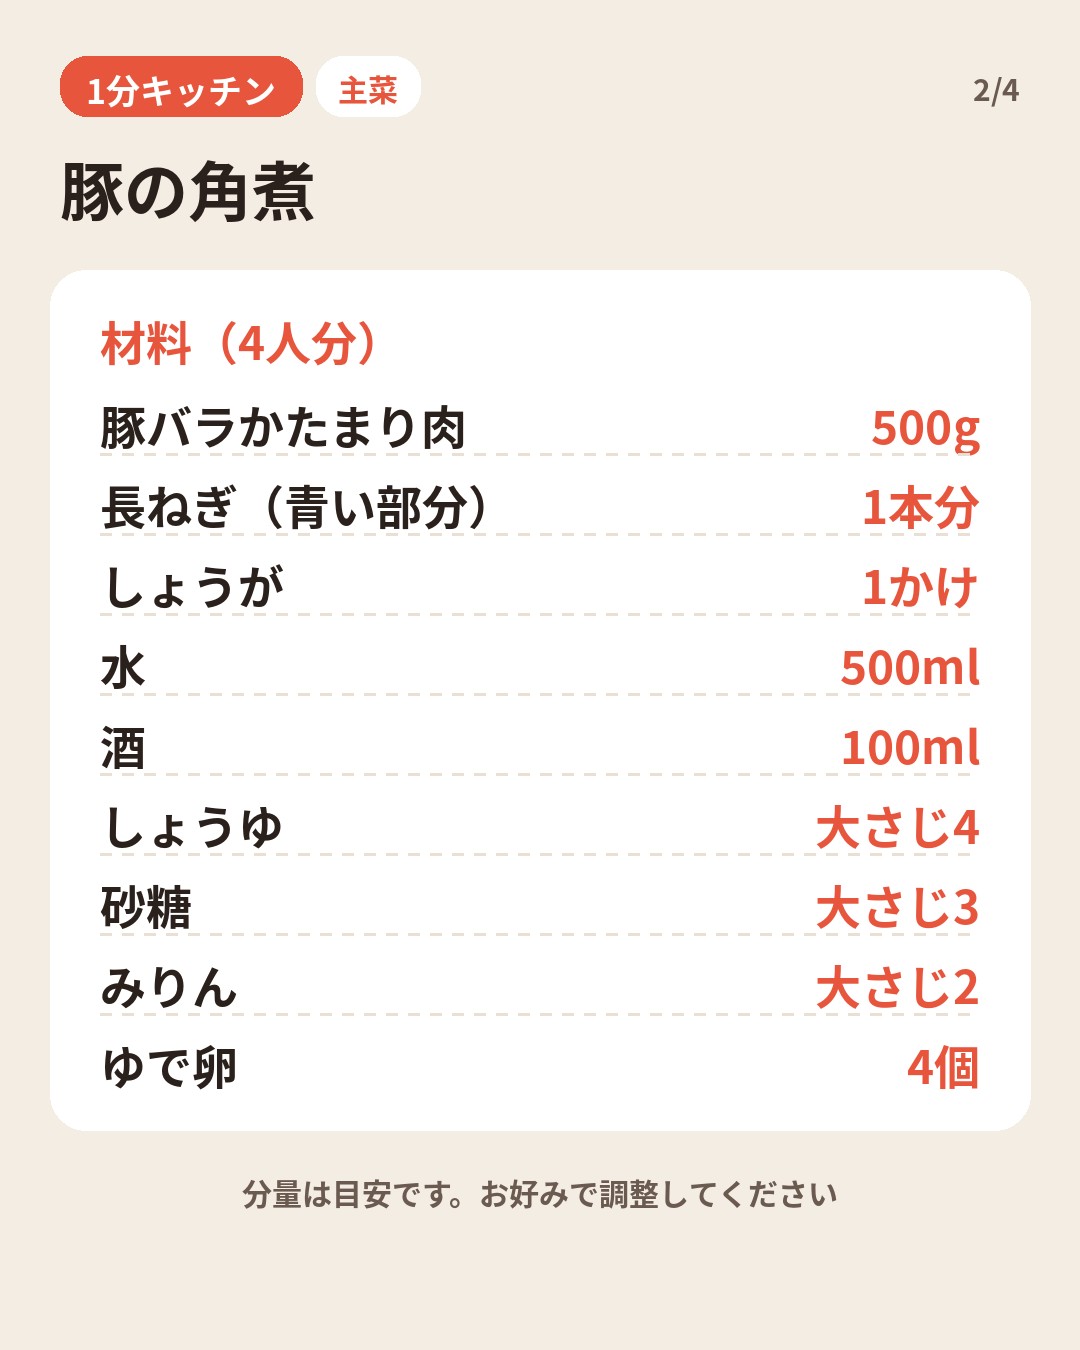 1分キッチン 主菜 2/4
豚の角煮
材料（4人分）
豚バラかたまり肉 500g
長ねぎ（青い部分） 1本分
しょうが 1かけ
水 500ml
酒 100ml
しょうゆ 大さじ4
砂糖 大さじ3
みりん 大さじ2
ゆで卵 4個
分量は目安です。お好みで調整してください